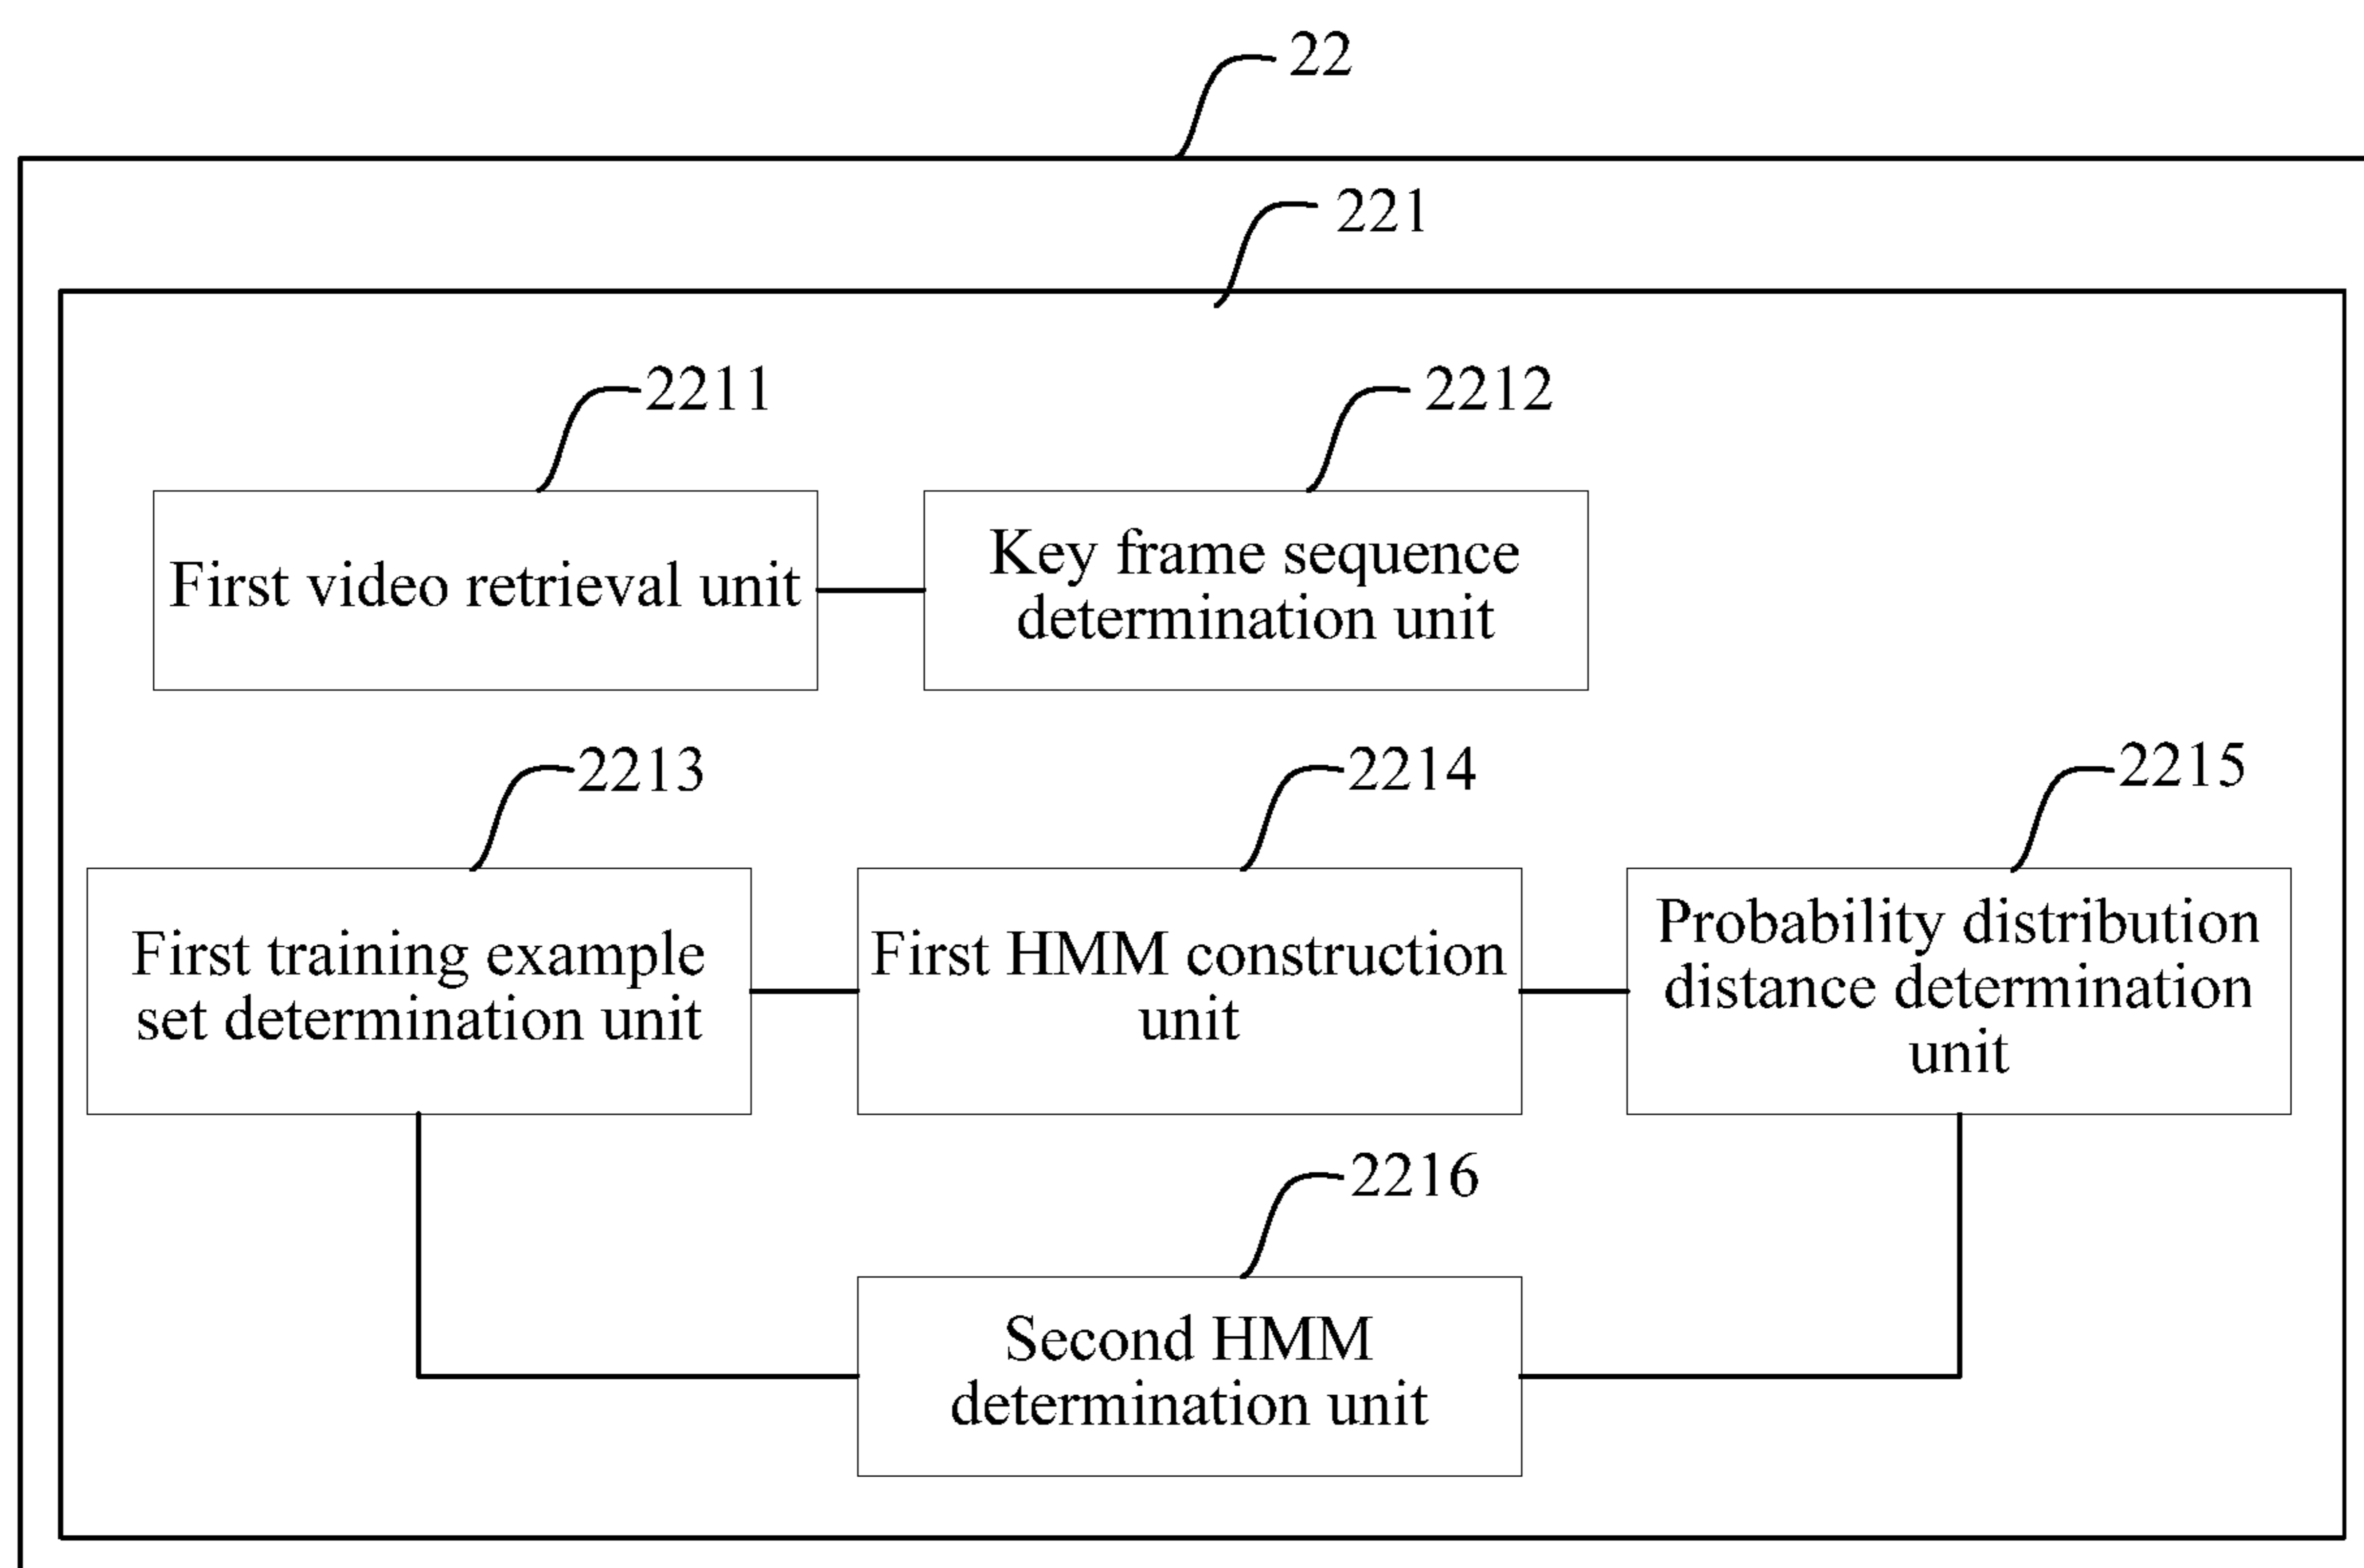 22
221
2211
2212
First video retrieval unit
Key frame sequence
determination unit
2213
2214
2215
First training example
set determination unit
First HMM construction
unit
Probability distribution
distance determination
unit
2216
Second HMM
determination unit